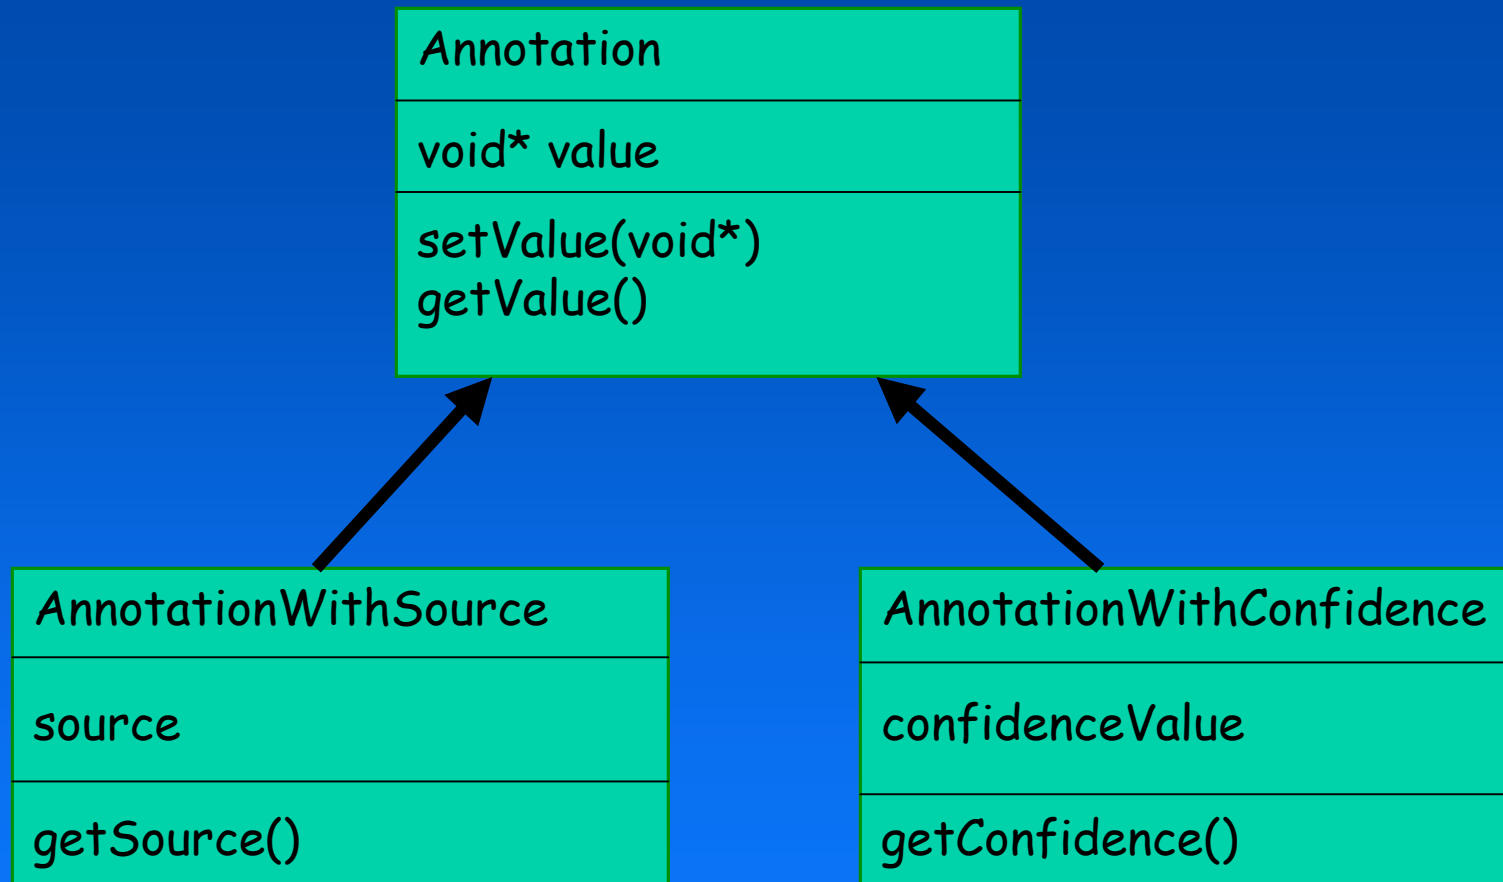 Annotation
void* value
setValue(void*)
getValue()
AnnotationWithSource
source
getSource()
AnnotationWithConfidence
confidenceValue
getConfidence()